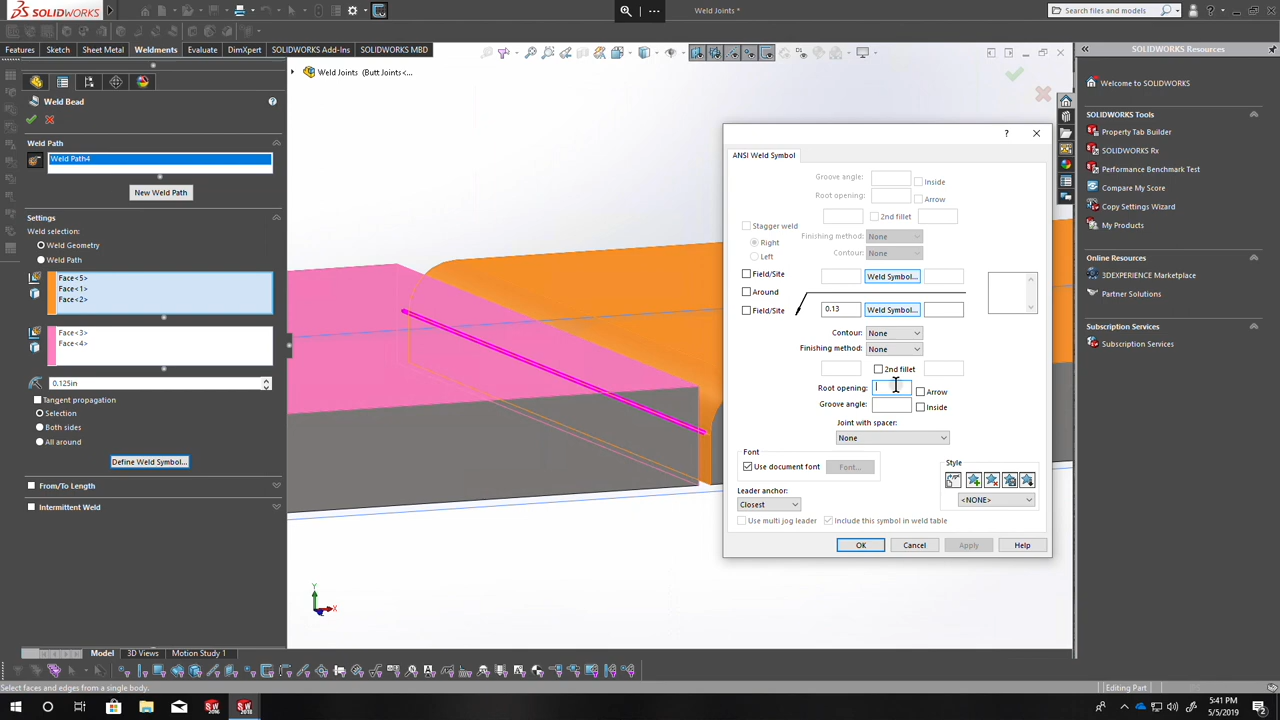 SOLIDWORKS
Weld Joints *
Search files and models
Features
Sketch
Sheet Metal
Weldments
Evaluate
DimXpert
SOLIDWORKS Add-Ins
SOLIDWORKS MBD
SOLIDWORKS Resources
Weld Joints (Butt Joints<...
Weld Bead
Weld Path
Weld Path4
New Weld Path
Settings
Weld selection:
Weld Geometry
Weld Path
Face<5>
Face<1>
Face<2>
Face<3>
Face<4>
0.125in
Tangent propagation
Selection
Both sides
All around
Define Weld Symbol...
From/To Length
Intermittent Weld
ANSI Weld Symbol
Groove angle:
Inside
Root opening:
Arrow
2nd fillet
Stagger weld
Right
Left
Finishing method:
None
Contour:
None
Field/Site
Weld Symbol...
Around
Field/Site
0.13
Weld Symbol...
Contour:
None
Finishing method:
None
2nd fillet
Root opening:
Arrow
Groove angle:
Inside
Joint with spacer:
None
Font
Use document font
Font...
Style
<NONE>
Leader anchor:
Closest
Use multi jog leader
Include this symbol in weld table
OK
Cancel
Apply
Help
Welcome to SOLIDWORKS
SOLIDWORKS Tools
Property Tab Builder
SOLIDWORKS Rx
Performance Benchmark Test
Compare My Score
Copy Settings Wizard
My Products
Online Resources
3DEXPERIENCE Marketplace
Partner Solutions
Subscription Services
Subscription Services
Y
X
Model
3D Views
Motion Study 1
Select faces and edges from a single body.
Editing Part
5:41 PM
5/5/2019